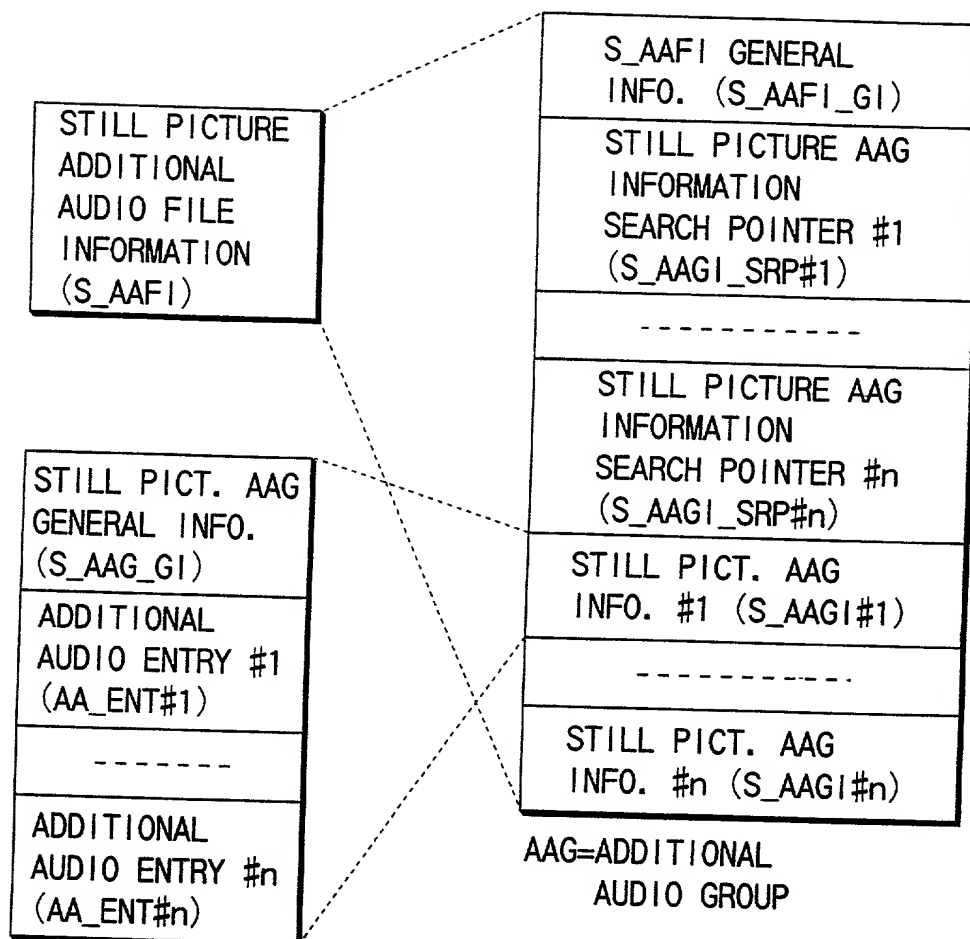 STILL PICTURE
ADDITIONAL
AUDIO FILE
INFORMATION
(S_AAFI)
S_AAFI GENERAL
INFO. (S_AAFI_GI)
STILL PICTURE AAG
INFORMATION
SEARCH POINTER #1
(S_AAGI_SRP#1)
STILL PICTURE AAG
INFORMATION
SEARCH POINTER #n
(S_AAGI_SRP#n)
STILL PICT. AAG
INFO. #1 (S_AAGI#1)
STILL PICT. AAG
INFO. #n (S_AAGI#n)
STILL PICT. AAG
GENERAL INFO.
(S_AAG_GI)
ADDITIONAL
AUDIO ENTRY #1
(AA_ENT#1)
ADDITIONAL
AUDIO ENTRY #n
(AA_ENT#n)
AAG=ADDITIONAL
AUDIO GROUP